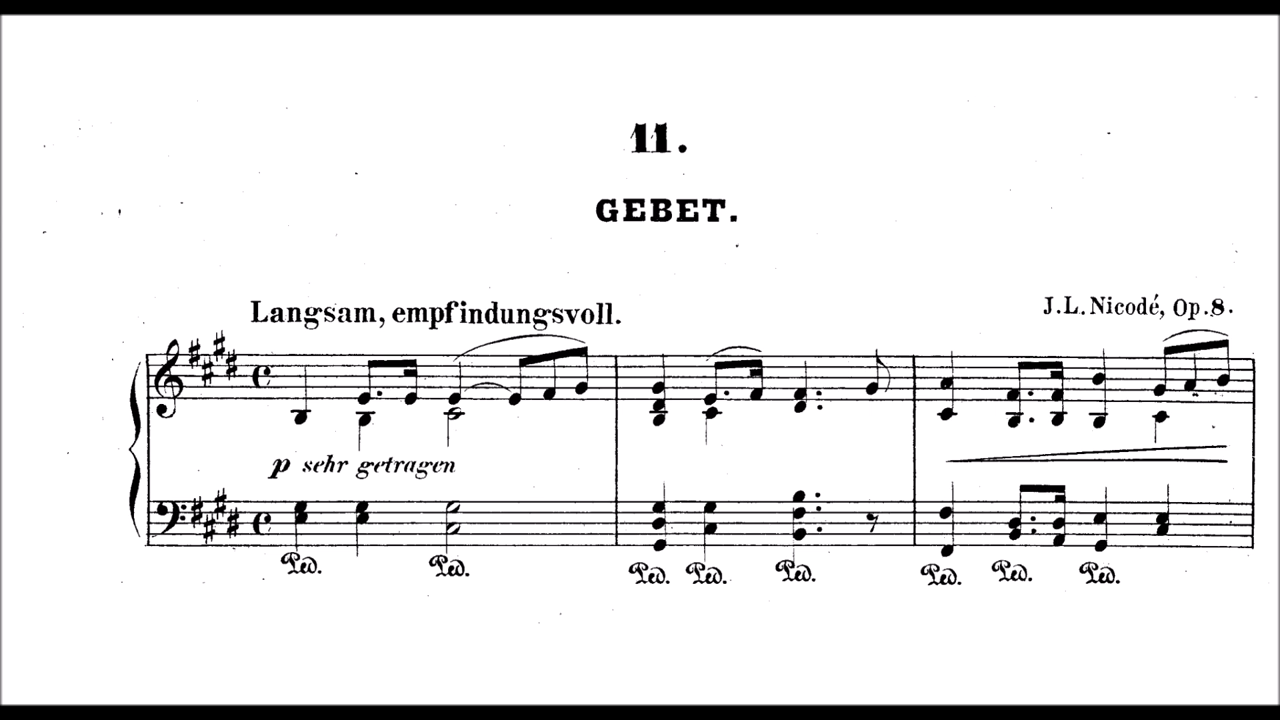 11.
GEBET.
Langsam, empfindungsvoll.
J.L. Nicodé, Op. 8.
p sehr getragen
Ped. Ped. Ped. Ped. Ped. Ped. Ped. Ped.